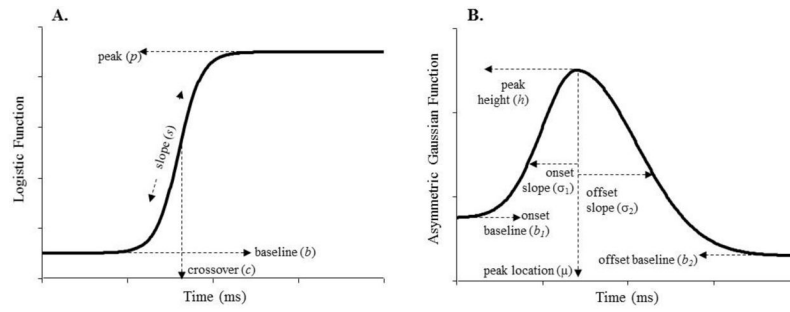 A.
Logistic Function
peak (p)
slope (s)
baseline (b)
crossover (c)
Time (ms)
B.
Asymmetric Gaussian Function
peak
height (h)
onset
slope (σ1)
offset
slope (σ2)
onset
baseline (b1)
offset baseline (b2)
peak location (μ)
Time (ms)